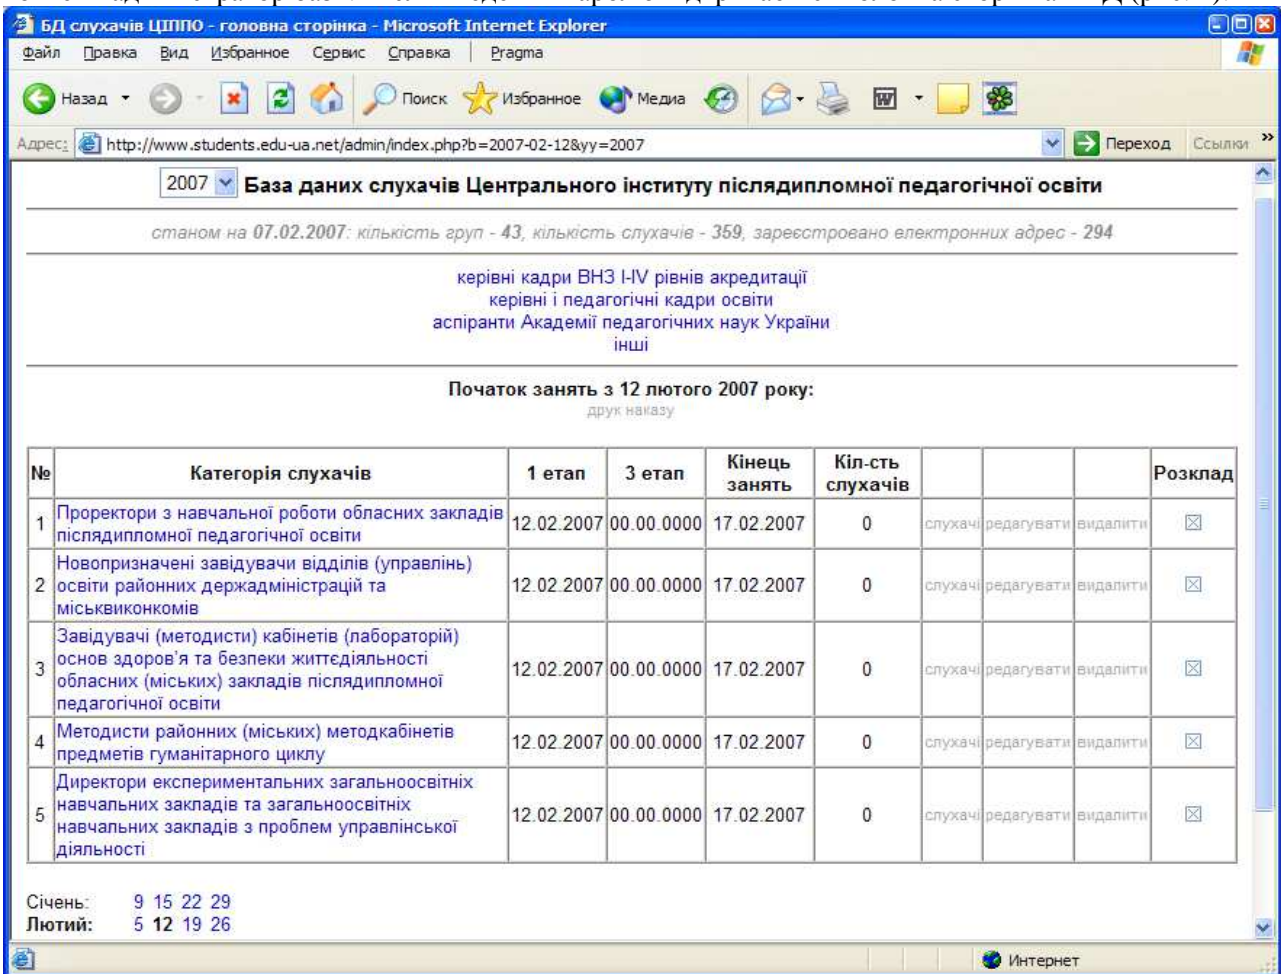 БД слухачів ЦІППО - головна сторінка - Microsoft Internet Explorer
Файл Правка Вид Избранное Сервис Справка Pragma
Назад Поиск Избранное Медиа
Адрес: http://www.students.edu-ua.net/admin/index.php?b=2007-02-12&yy=2007 Переход Ссылки »
2007 База даних слухачів Центрального інституту післядипломної педагогічної освіти
станом на 07.02.2007: кількість груп - 43, кількість слухачів - 359, зареєстровано електронних адрес - 294
керівні кадри ВНЗ I-IV рівнів акредитації
керівні і педагогічні кадри освіти
аспіранти Академії педагогічних наук України
інші
Початок занять з 12 лютого 2007 року:
друк наказу
№ Категорія слухачів 1 етап 3 етап Кінець занять Кіл-сть слухачів Розклад
1 Проректори з навчальної роботи обласних закладів
післядипломної педагогічної освіти 12.02.2007 00.00.0000 17.02.2007 0 слухачі редагувати видалити
2 Новопризначені завідувачи відділів (управлінь)
освіти районних держадміністрацій та
міськвиконкомів 12.02.2007 00.00.0000 17.02.2007 0 слухачі редагувати видалити
3 Завідувачі (методисти) кабінетів (лабораторій)
основ здоров'я та безпеки життєдіяльності
обласних (міських) закладів післядипломної
педагогічної освіти 12.02.2007 00.00.0000 17.02.2007 0 слухачі редагувати видалити
4 Методисти районних (міських) методкабінетів
предметів гуманітарного циклу 12.02.2007 00.00.0000 17.02.2007 0 слухачі редагувати видалити
5 Директори експериментальних загальноосвітніх
навчальних закладів та загальноосвітніх
навчальних закладів з проблем управлінської
діяльності 12.02.2007 00.00.0000 17.02.2007 0 слухачі редагувати видалити
Січень: 9 15 22 29
Лютий: 5 12 19 26
Интернет